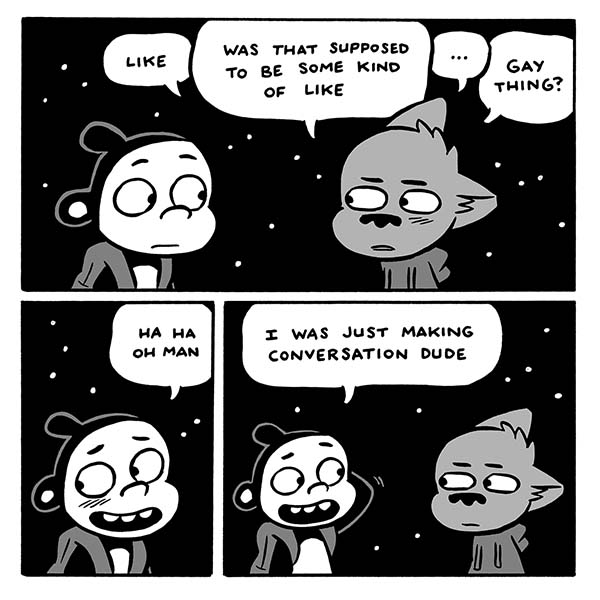 LIKE
WAS THAT SUPPOSED
TO BE SOME KIND
OF LIKE
...
GAY
THING?
HA HA
OH MAN
I WAS JUST MAKING
CONVERSATION DUDE